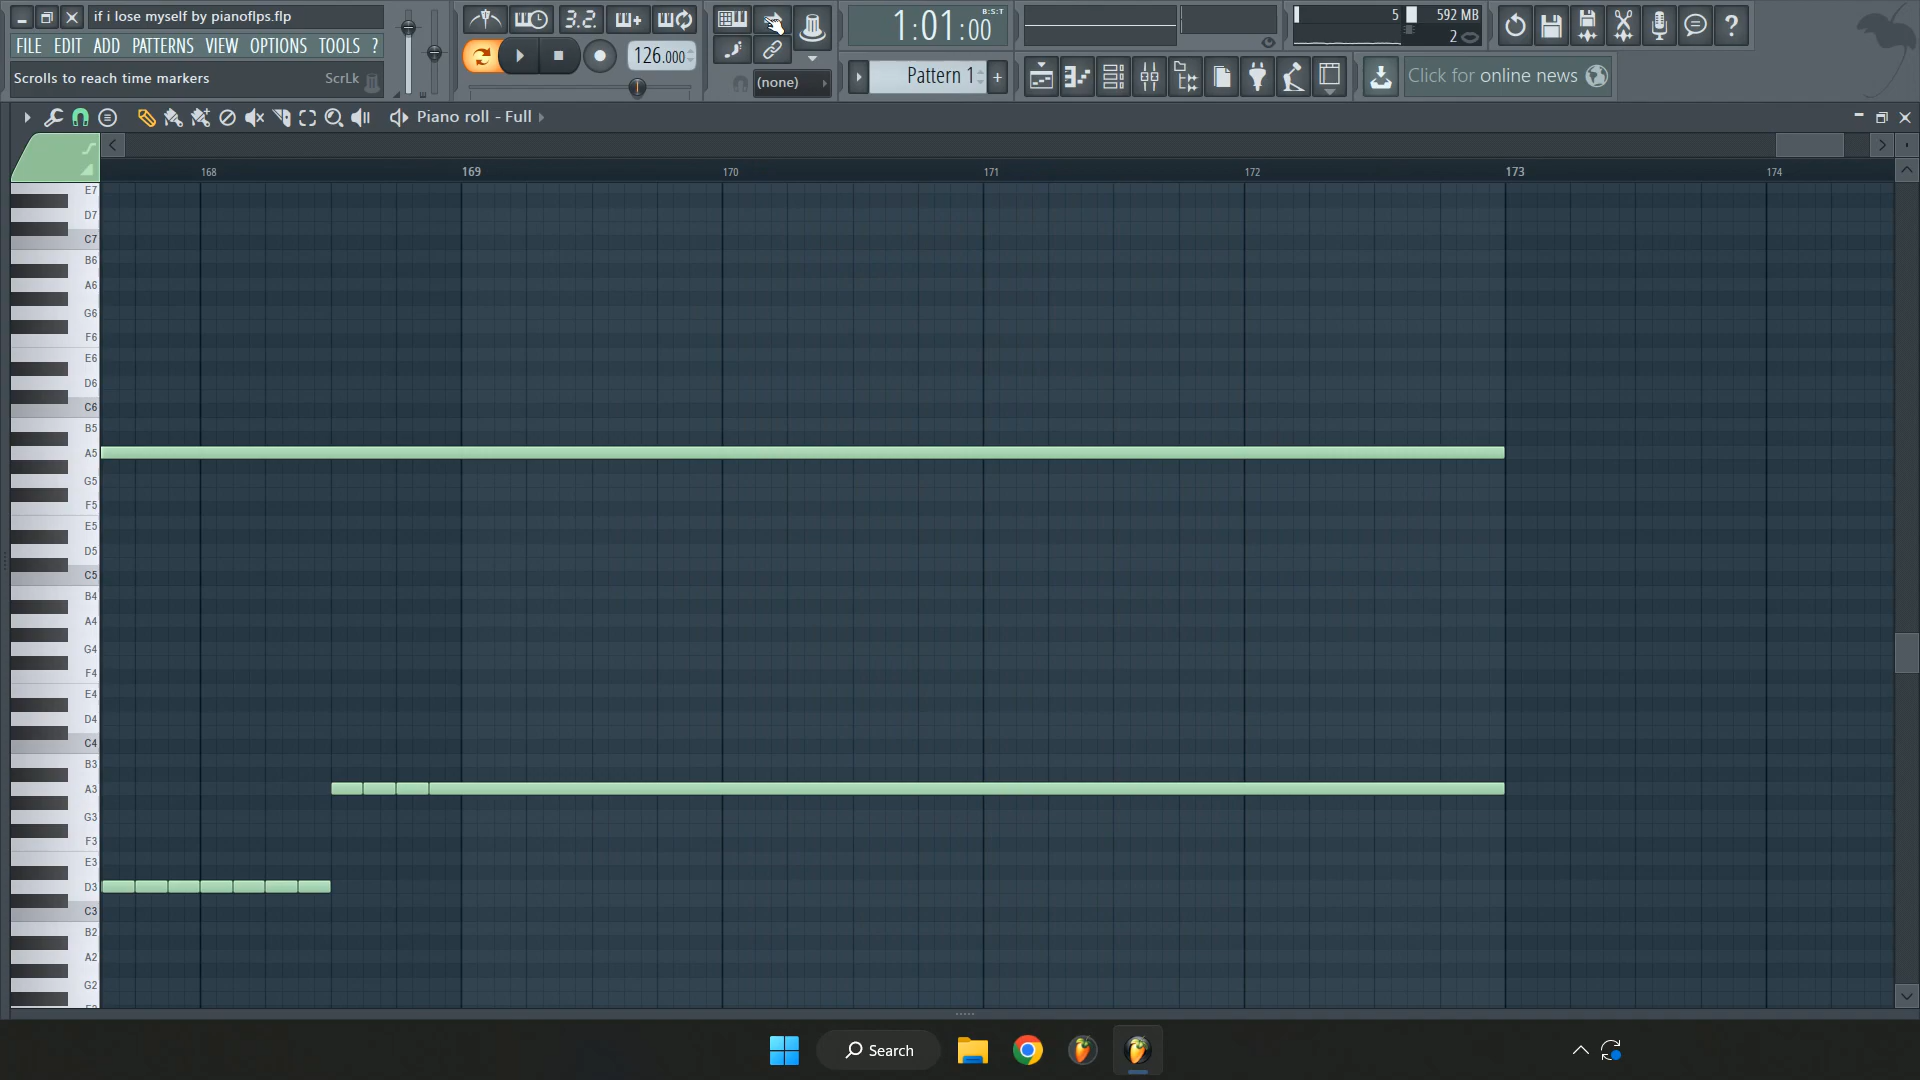 if i lose myself by pianoflps.flp
FILE EDIT ADD PATTERNS VIEW OPTIONS TOOLS ?
Scrolls to reach time markers ScrLk
3.2.
126.000
(none)
1:01:00
B:S:T
Pattern 1
+
5
592 MB
2
?
Click for online news
Piano roll - Full
168 169 170 171 172 173 174
E7
D7
C7
B6
A6
G6
F6
E6
D6
C6
B5
A5
G5
F5
E5
D5
C5
B4
A4
G4
F4
E4
D4
C4
B3
A3
G3
F3
E3
D3
C3
B2
A2
G2
Search